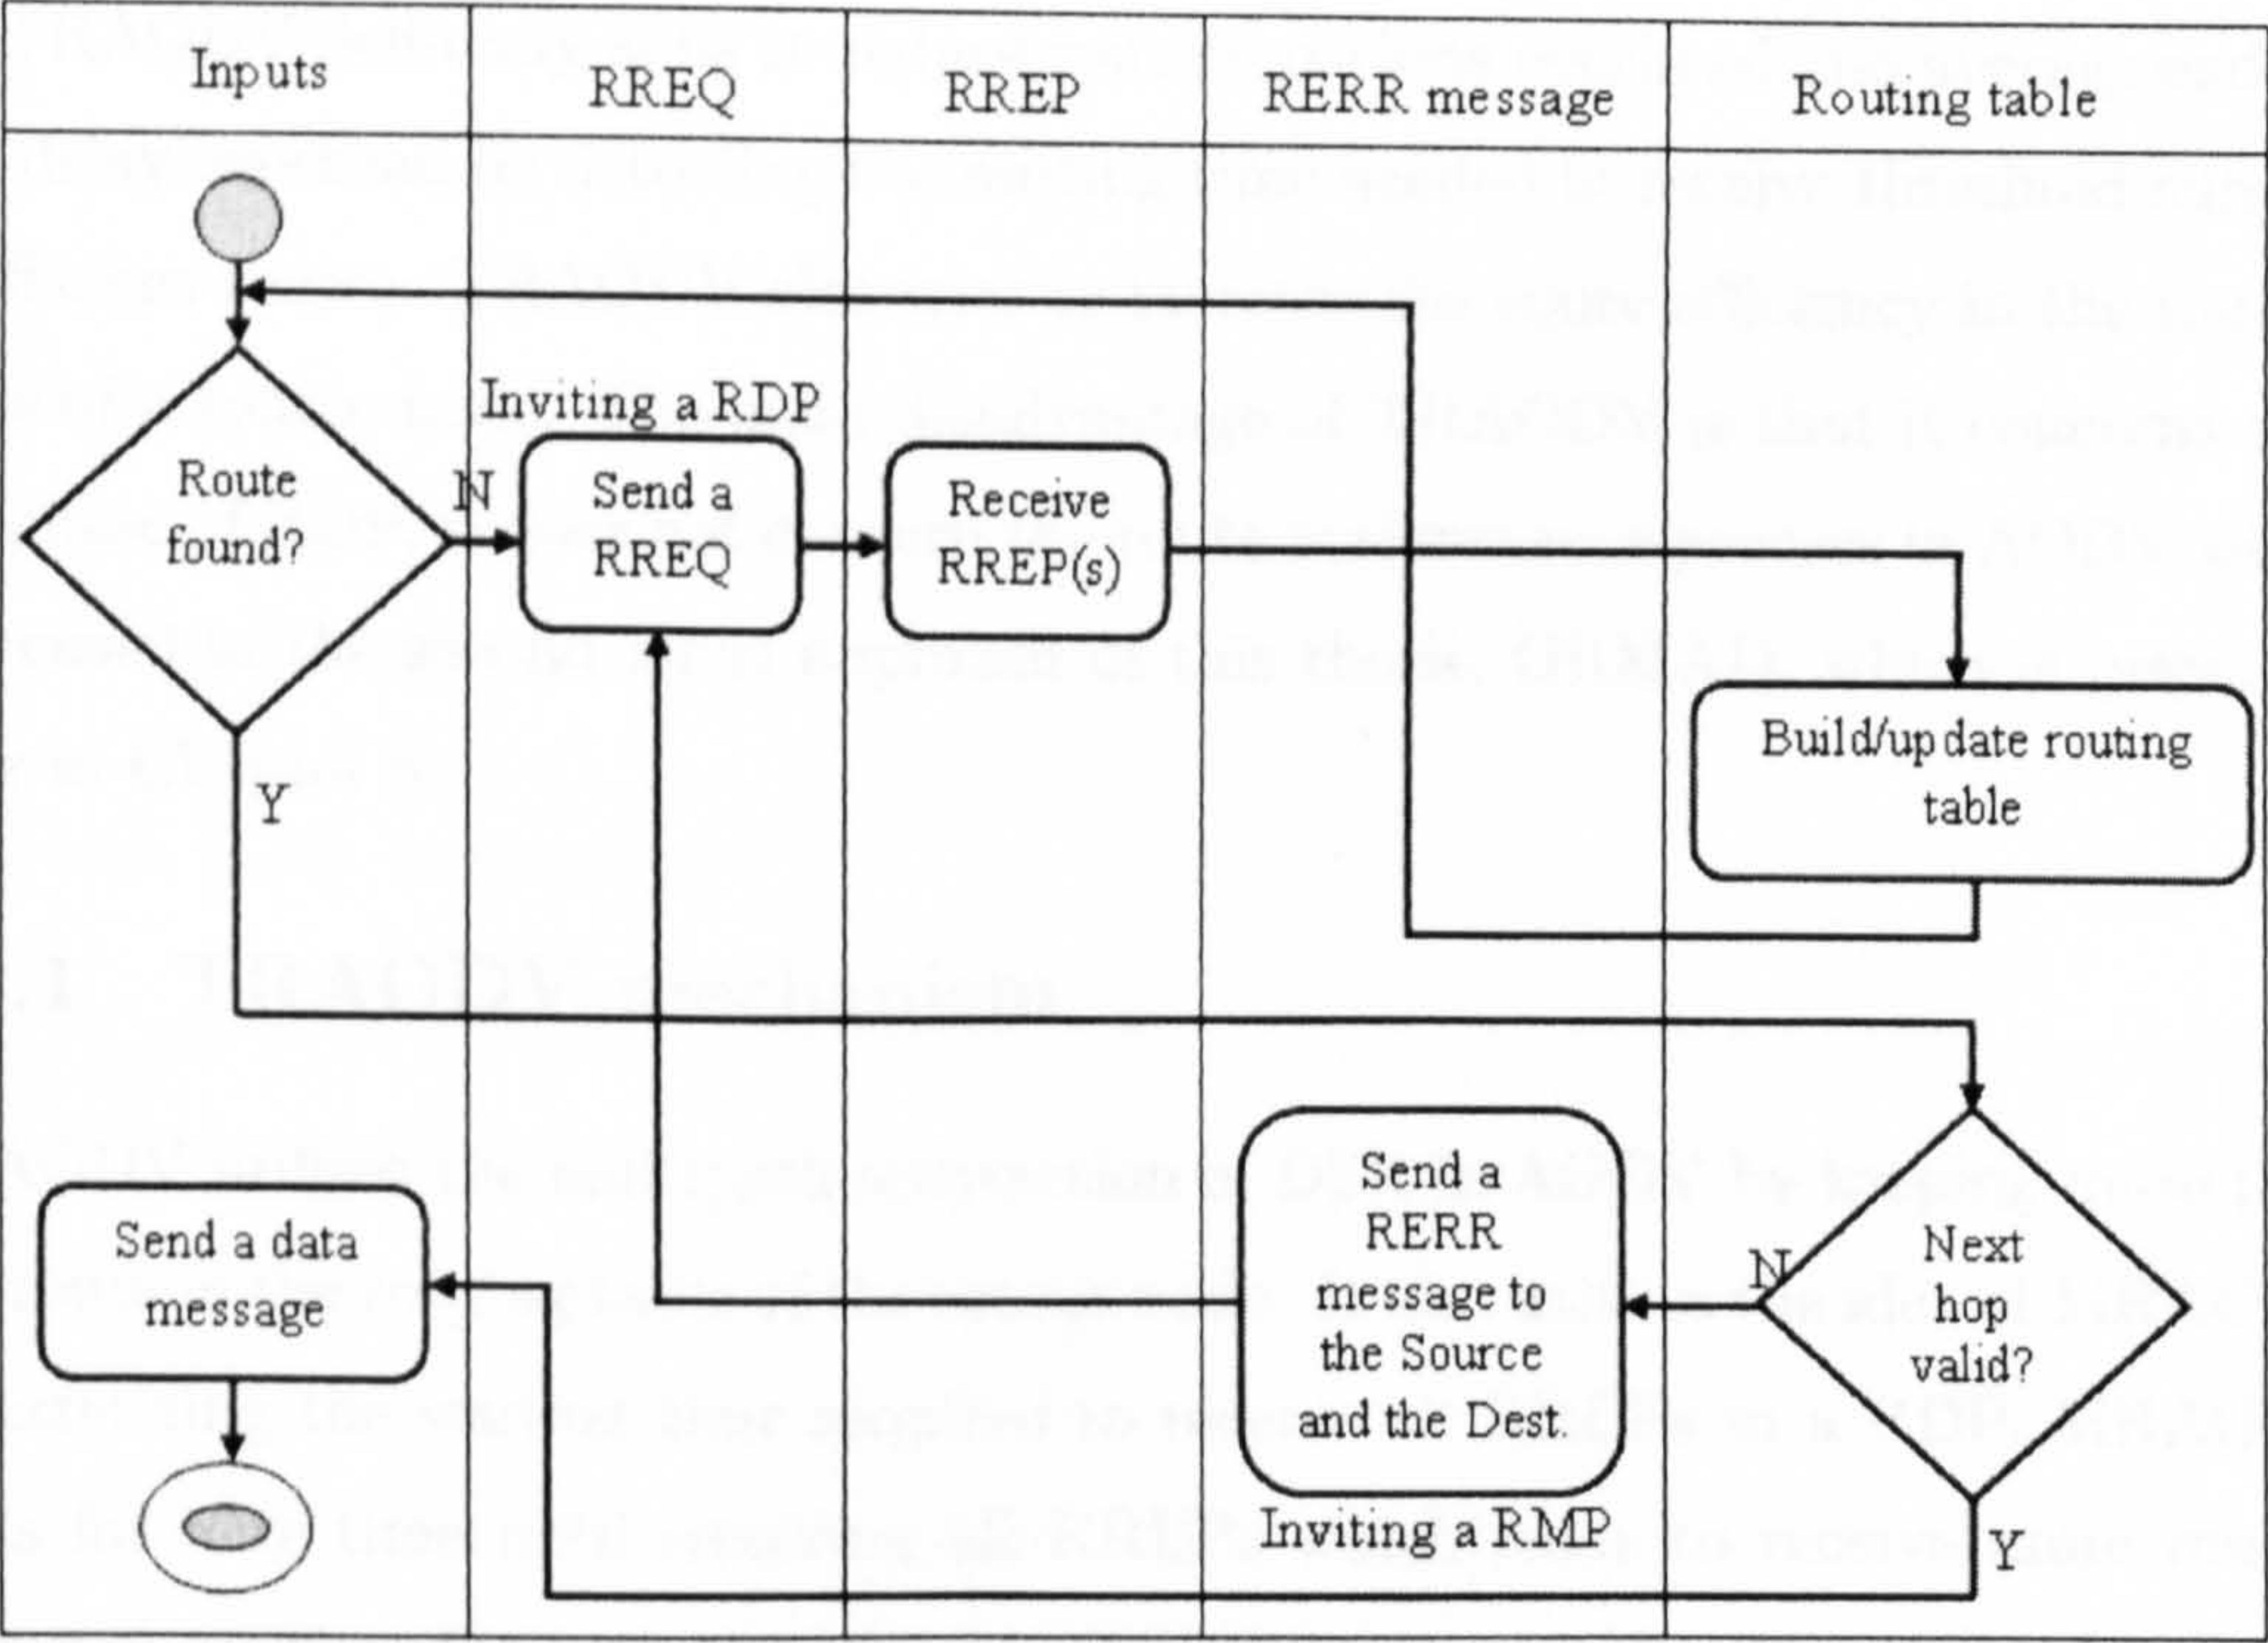 Inputs
RREQ
RREP
RERR message
Routing table
Inviting a RDP
Route
found?
N
Send a
RREQ
Receive
RREP(s)
Build/update routing
table
Y
Send a data
message
Send a
RERR
message to
the Source
and the Dest.
Inviting a RMP
N
Next
hop
valid?
Y